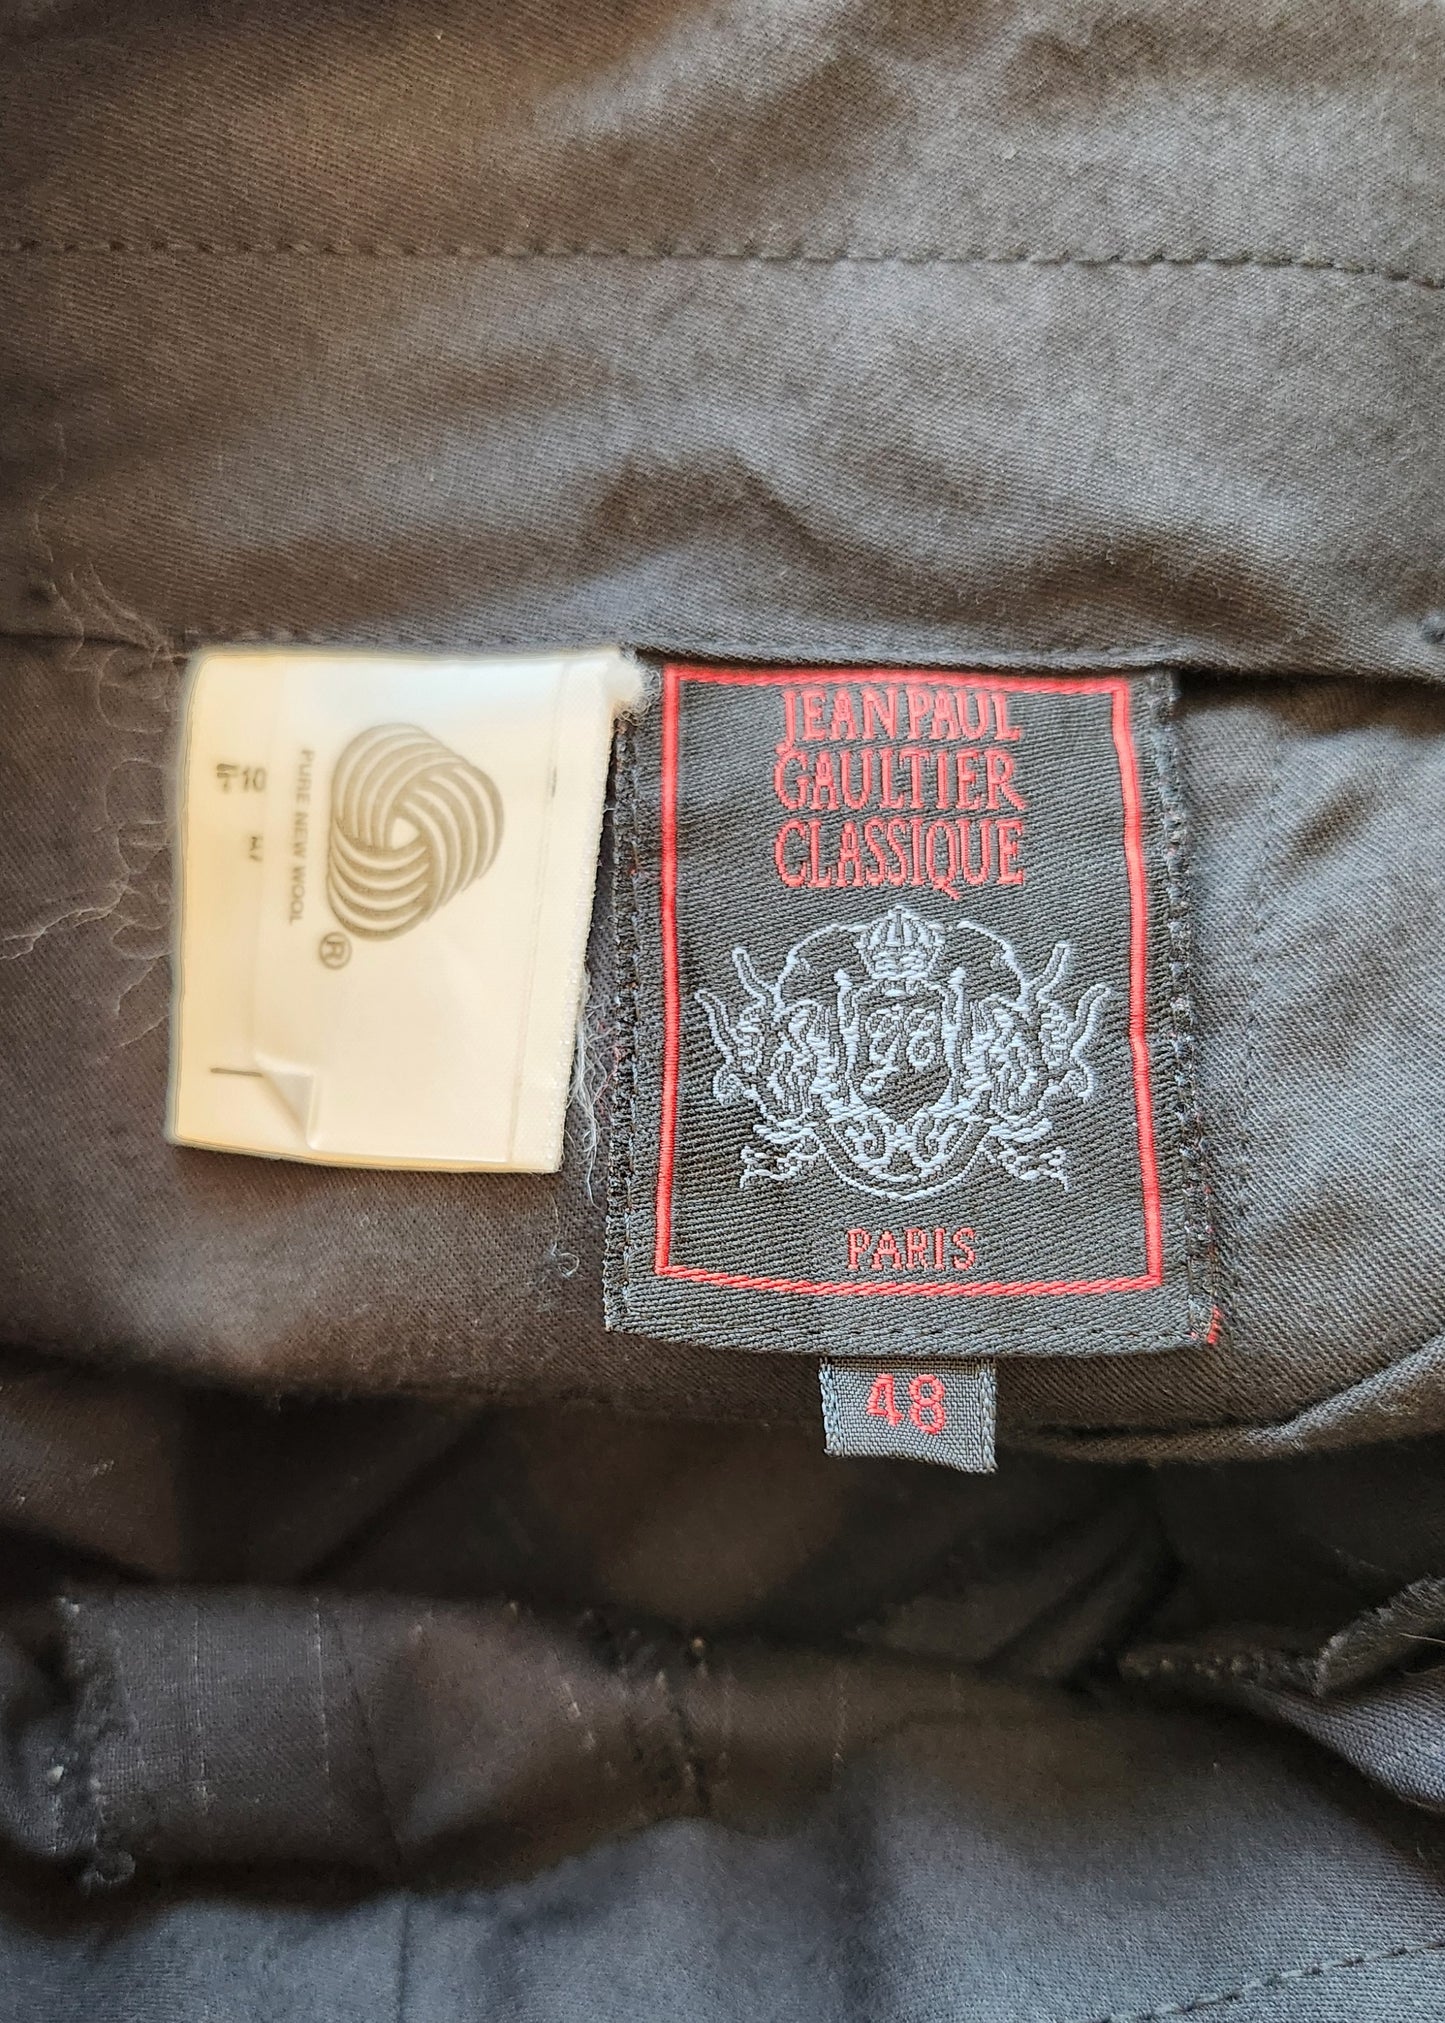 JEAN PAUL
GAULTIER
CLASSIQUE
PARIS
48
PURE NEW WOOL
®